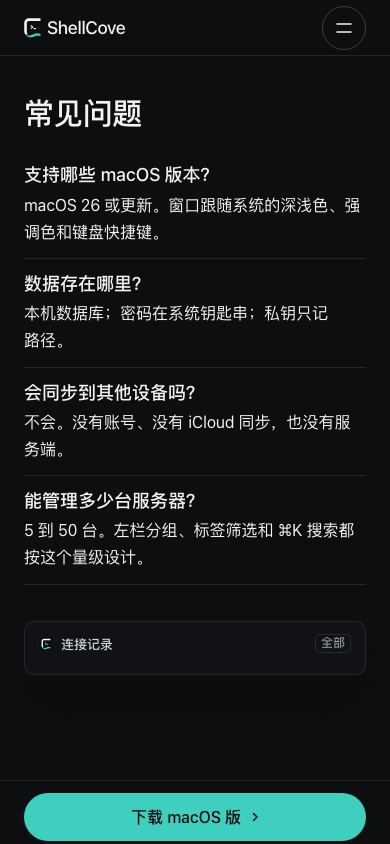 ShellCove
常见问题
支持哪些 macOS 版本？
macOS 26 或更新。窗口跟随系统的深浅色、强
调色和键盘快捷键。
数据存在哪里？
本机数据库；密码在系统钥匙串；私钥只记
路径。
会同步到其他设备吗？
不会。没有账号、没有 iCloud 同步，也没有服
务端。
能管理多少台服务器？
5 到 50 台。左栏分组、标签筛选和 ⌘K 搜索都
按这个量级设计。
连接记录
全部
下载 macOS 版